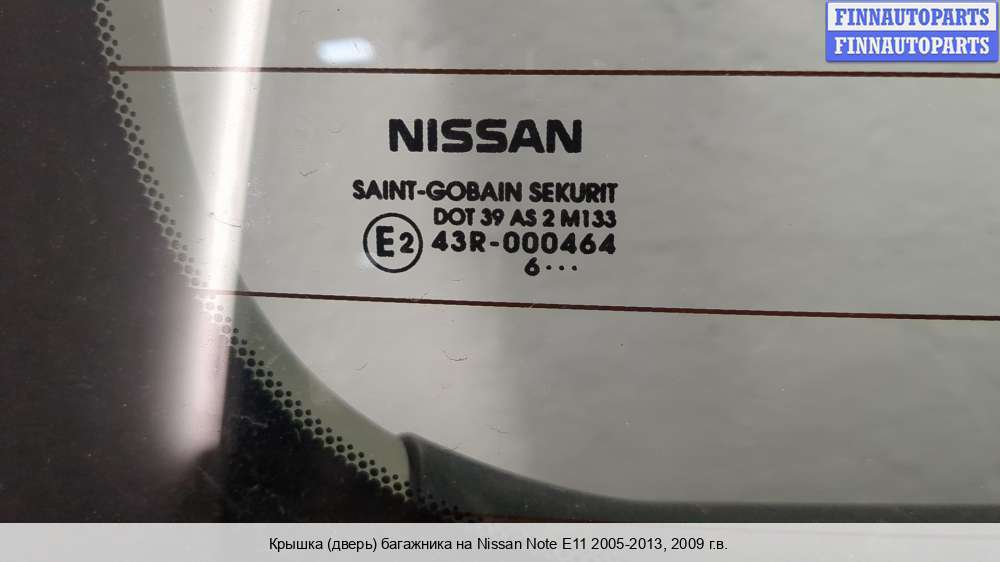 FINNAUTOPARTS
FINNAUTOPARTS
NISSAN
SAINT-GOBAIN SEKURIT
DOT 39 AS 2 M133
E2 43R-000464
6···
Крышка (дверь) багажника на Nissan Note E11 2005-2013, 2009 г.в.